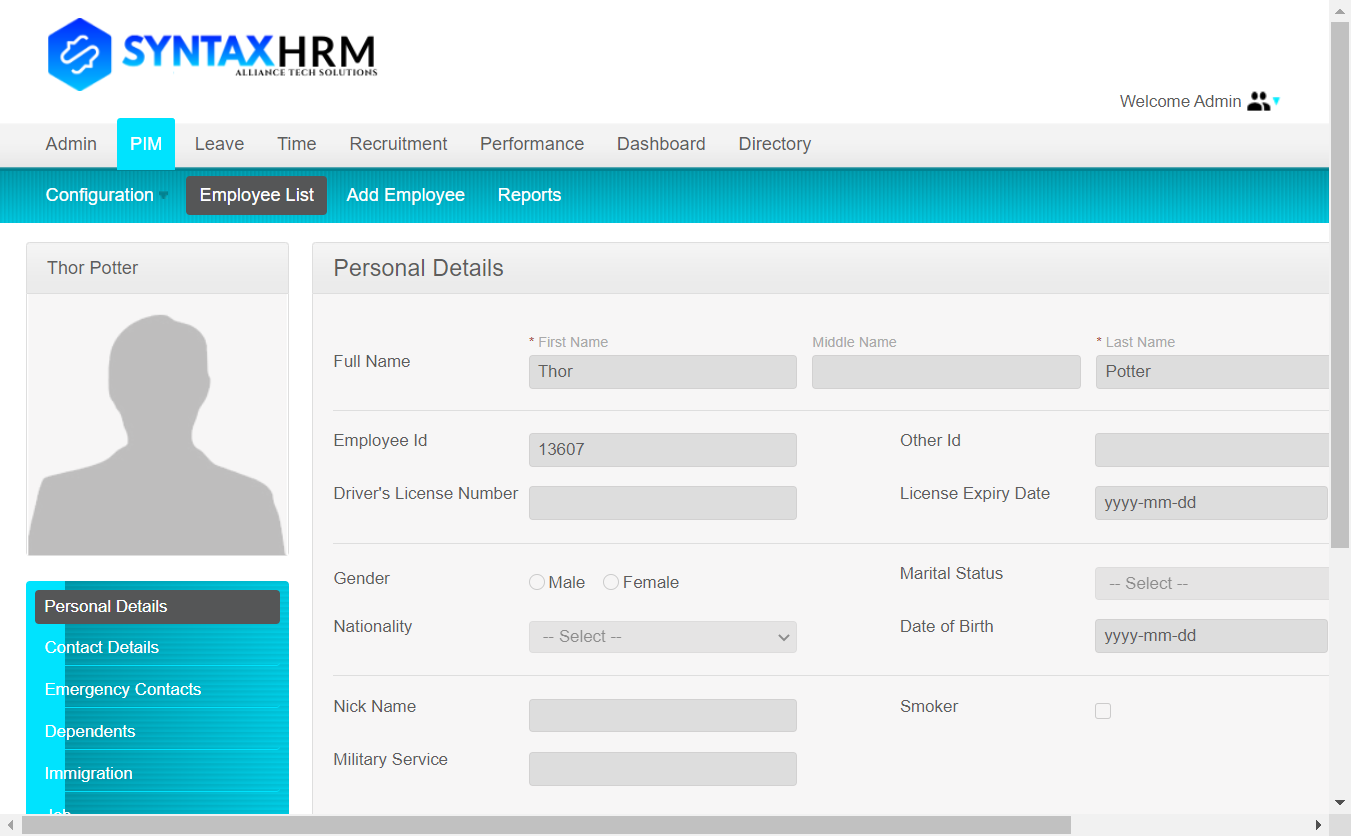 SYNTAXHRM
ALLIANCE TECH SOLUTIONS
Welcome Admin
Admin PIM Leave Time Recruitment Performance Dashboard Directory
Configuration Employee List Add Employee Reports
Thor Potter
Personal Details
* First Name Middle Name * Last Name
Full Name
Thor Potter
Employee Id 13607 Other Id
Driver's License Number License Expiry Date yyyy-mm-dd
Gender Male Female Marital Status -- Select --
Nationality -- Select -- Date of Birth yyyy-mm-dd
Nick Name Smoker
Military Service
Personal Details
Contact Details
Emergency Contacts
Dependents
Immigration
Job